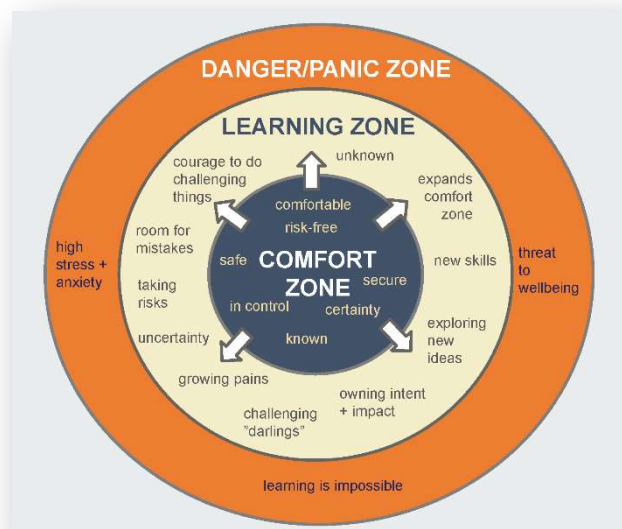 DANGER/PANIC ZONE
LEARNING ZONE
courage to do
challenging
things
unknown
expands
comfort
zone
comfortable
risk-free
room for
mistakes
high
stress +
anxiety
safe
COMFORT
ZONE
secure
new skills
threat
to
wellbeing
taking
risks
in control
certainty
uncertainty
known
exploring
new
ideas
growing pains
owning intent
+ impact
challenging
"darlings"
learning is impossible